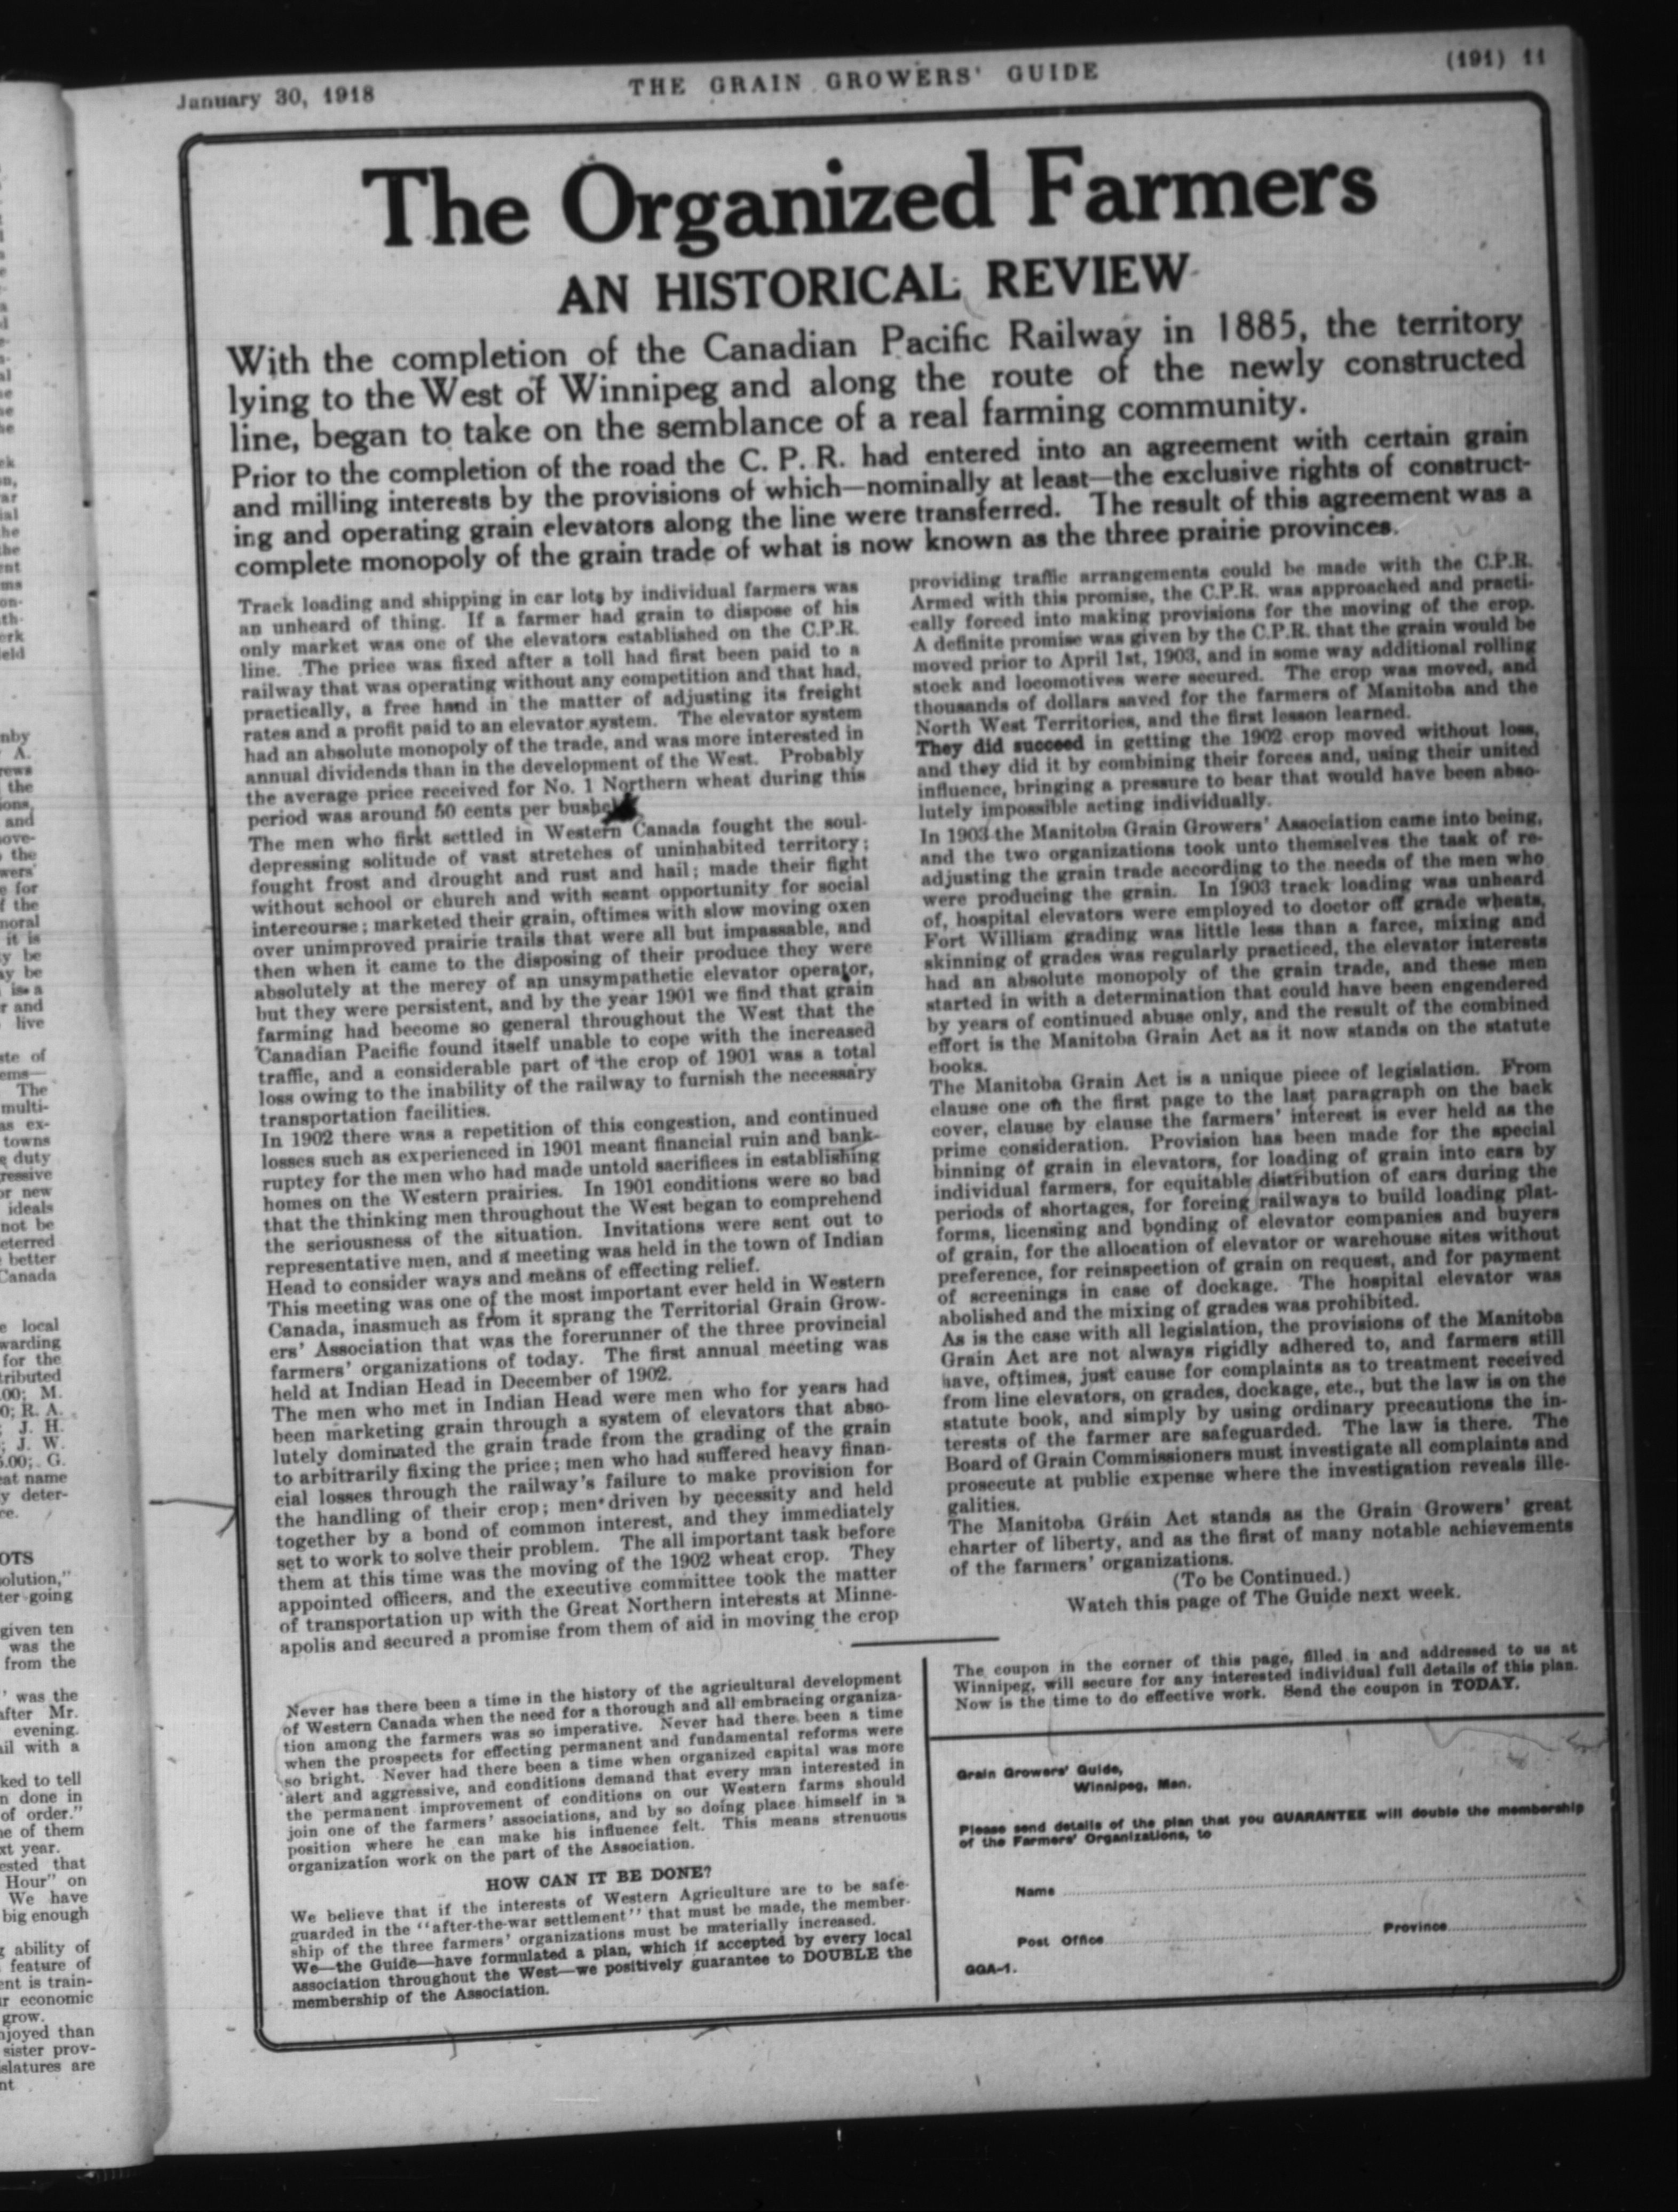 January 30, 1918
THE GRAIN GROWERS' GUIDE
(191) 11
The Organized Farmers
AN HISTORICAL REVIEW
With the completion of the Canadian Pacific Railway in 1885, the territory
lying to the West of Winnipeg and along the route of the newly constructed
line, began to take on the semblance of a real farming community.
Prior to the completion of the road the C. P. R. had entered into an agreement with certain grain
and milling interests by the provisions of which—nominally at least—the exclusive rights of construct-
ing and operating grain elevators along the line were transferred. The result of this agreement was a
complete monopoly of the grain trade of what is now known as the three prairie provinces.
Track loading and shipping in car lots by individual farmers was
an unheard of thing. If a farmer had grain to dispose of his
only market was one of the elevators established on the C.P.R.
line. The price was fixed after a toll had first been paid to a
railway that was operating without any competition and that had,
practically, a free hand in the matter of adjusting its freight
rates and a profit paid to an elevator system. The elevator system
had an absolute monopoly of the trade, and was more interested in
annual dividends than in the development of the West. Probably
the average price received for No. 1 Northern wheat during this
period was around 50 cents per bushel.
The men who first settled in Western Canada fought the soul-
depressing solitude of vast stretches of uninhabited territory;
fought frost and drought and rust and hail; made their fight
without school or church and with scant opportunity for social
intercourse; marketed their grain, oftimes with slow moving oxen
over unimproved prairie trails that were all but impassable, and
then when it came to the disposing of their produce they were
absolutely at the mercy of an unsympathetic elevator operator,
but they were persistent, and by the year 1901 we find that grain
farming had become so general throughout the West that the
Canadian Pacific found itself unable to cope with the increased
traffic, and a considerable part of the crop of 1901 was a total
loss owing to the inability of the railway to furnish the necessary
transportation facilities.
In 1902 there was a repetition of this congestion, and continued
losses such as experienced in 1901 meant financial ruin and bank-
ruptcy for the men who had made untold sacrifices in establishing
homes on the Western prairies. In 1901 conditions were so bad
that the thinking men throughout the West began to comprehend
the seriousness of the situation. Invitations were sent out to
representative men, and a meeting was held in the town of Indian
Head to consider ways and means of effecting relief.
This meeting was one of the most important ever held in Western
Canada, inasmuch as from it sprang the Territorial Grain Grow-
ers' Association that was the forerunner of the three provincial
farmers' organizations of today. The first annual meeting was
held at Indian Head in December of 1902.
The men who met in Indian Head were men who for years had
been marketing grain through a system of elevators that abso-
lutely dominated the grain trade from the grading of the grain
to arbitrarily fixing the price; men who had suffered heavy finan-
cial losses through the railway's failure to make provision for
the handling of their crop; men driven by necessity and held
together by a bond of common interest, and they immediately
set to work to solve their problem. The all important task before
them at this time was the moving of the 1902 wheat crop. They
appointed officers, and the executive committee took the matter
of transportation up with the Great Northern interests at Minne-
apolis and secured a promise from them of aid in moving the crop
providing traffic arrangements could be made with the C.P.R.
Armed with this promise, the C.P.R. was approached and practi-
cally forced into making provisions for the moving of the crop.
A definite promise was given by the C.P.R. that the grain would be
moved prior to April 1st, 1903, and in some way additional rolling
stock and locomotives were secured. The crop was moved, and
thousands of dollars saved for the farmers of Manitoba and the
North West Territories, and the first lesson learned.
They did succeed in getting the 1902 crop moved without loss,
and they did it by combining their forces and, using their united
influence, bringing a pressure to bear that would have been abso-
lutely impossible acting individually.
In 1903 the Manitoba Grain Growers' Association came into being,
and the two organizations took unto themselves the task of re-
adjusting the grain trade according to the needs of the men who
were producing the grain. In 1903 track loading was unheard
of, hospital elevators were employed to doctor off grade wheats,
Fort William grading was little less than a farce, mixing and
skinning of grades was regularly practiced, the elevator interests
had an absolute monopoly of the grain trade, and these men
started in with a determination that could have been engendered
by years of continued abuse only, and the result of the combined
effort is the Manitoba Grain Act as it now stands on the statute
books.
The Manitoba Grain Act is a unique piece of legislation. From
clause one on the first page to the last paragraph on the back
cover, clause by clause the farmers' interest is ever held as the
prime consideration. Provision has been made for the special
binning of grain in elevators, for loading of grain into cars by
individual farmers, for equitable distribution of cars during the
periods of shortages, for forcing railways to build loading plat-
forms, licensing and bonding of elevator companies and buyers
of grain, for the allocation of elevator or warehouse sites without
preference, for reinspection of grain on request, and for payment
of screenings in case of dockage. The hospital elevator was
abolished and the mixing of grades was prohibited.
As is the case with all legislation, the provisions of the Manitoba
Grain Act are not always rigidly adhered to, and farmers still
have, oftimes, just cause for complaints as to treatment received
from line elevators, on grades, dockage, etc., but the law is on the
statute book, and simply by using ordinary precautions the in-
terests of the farmer are safeguarded. The law is there. The
Board of Grain Commissioners must investigate all complaints and
prosecute at public expense where the investigation reveals ille-
galities.
The Manitoba Grain Act stands as the Grain Growers' great
charter of liberty, and as the first of many notable achievements
of the farmers' organizations.
(To be Continued.)
Watch this page of The Guide next week.
Never has there been a time in the history of the agricultural development
of Western Canada when the need for a thorough and all embracing organiza-
tion among the farmers was so imperative. Never had there been a time
when the prospects for effecting permanent and fundamental reforms were
so bright. Never had there been a time when organized capital was more
alert and aggressive, and conditions demand that every man interested in
the permanent improvement of conditions on our Western farms should
join one of the farmers' associations, and by so doing place himself in a
position where he can make his influence felt. This means strenuous
organization work on the part of the Association.
HOW CAN IT BE DONE?
We believe that if the interests of Western Agriculture are to be safe-
guarded in the "after-the-war settlement" that must be made, the member-
ship of the three farmers' organizations must be materially increased.
We—the Guide—have formulated a plan, which if accepted by every local
association throughout the West—we positively guarantee to DOUBLE the
membership of the Association.
The coupon in the corner of this page, filled in and addressed to us at
Winnipeg, will secure for any interested individual full details of this plan.
Now is the time to do effective work. Send the coupon in TODAY.
Grain Growers' Guide,
Winnipeg, Man.
Please send details of the plan that you GUARANTEE will double the membership
of the Farmers' Organizations, to
Name
Post Office Province
GGA-1.